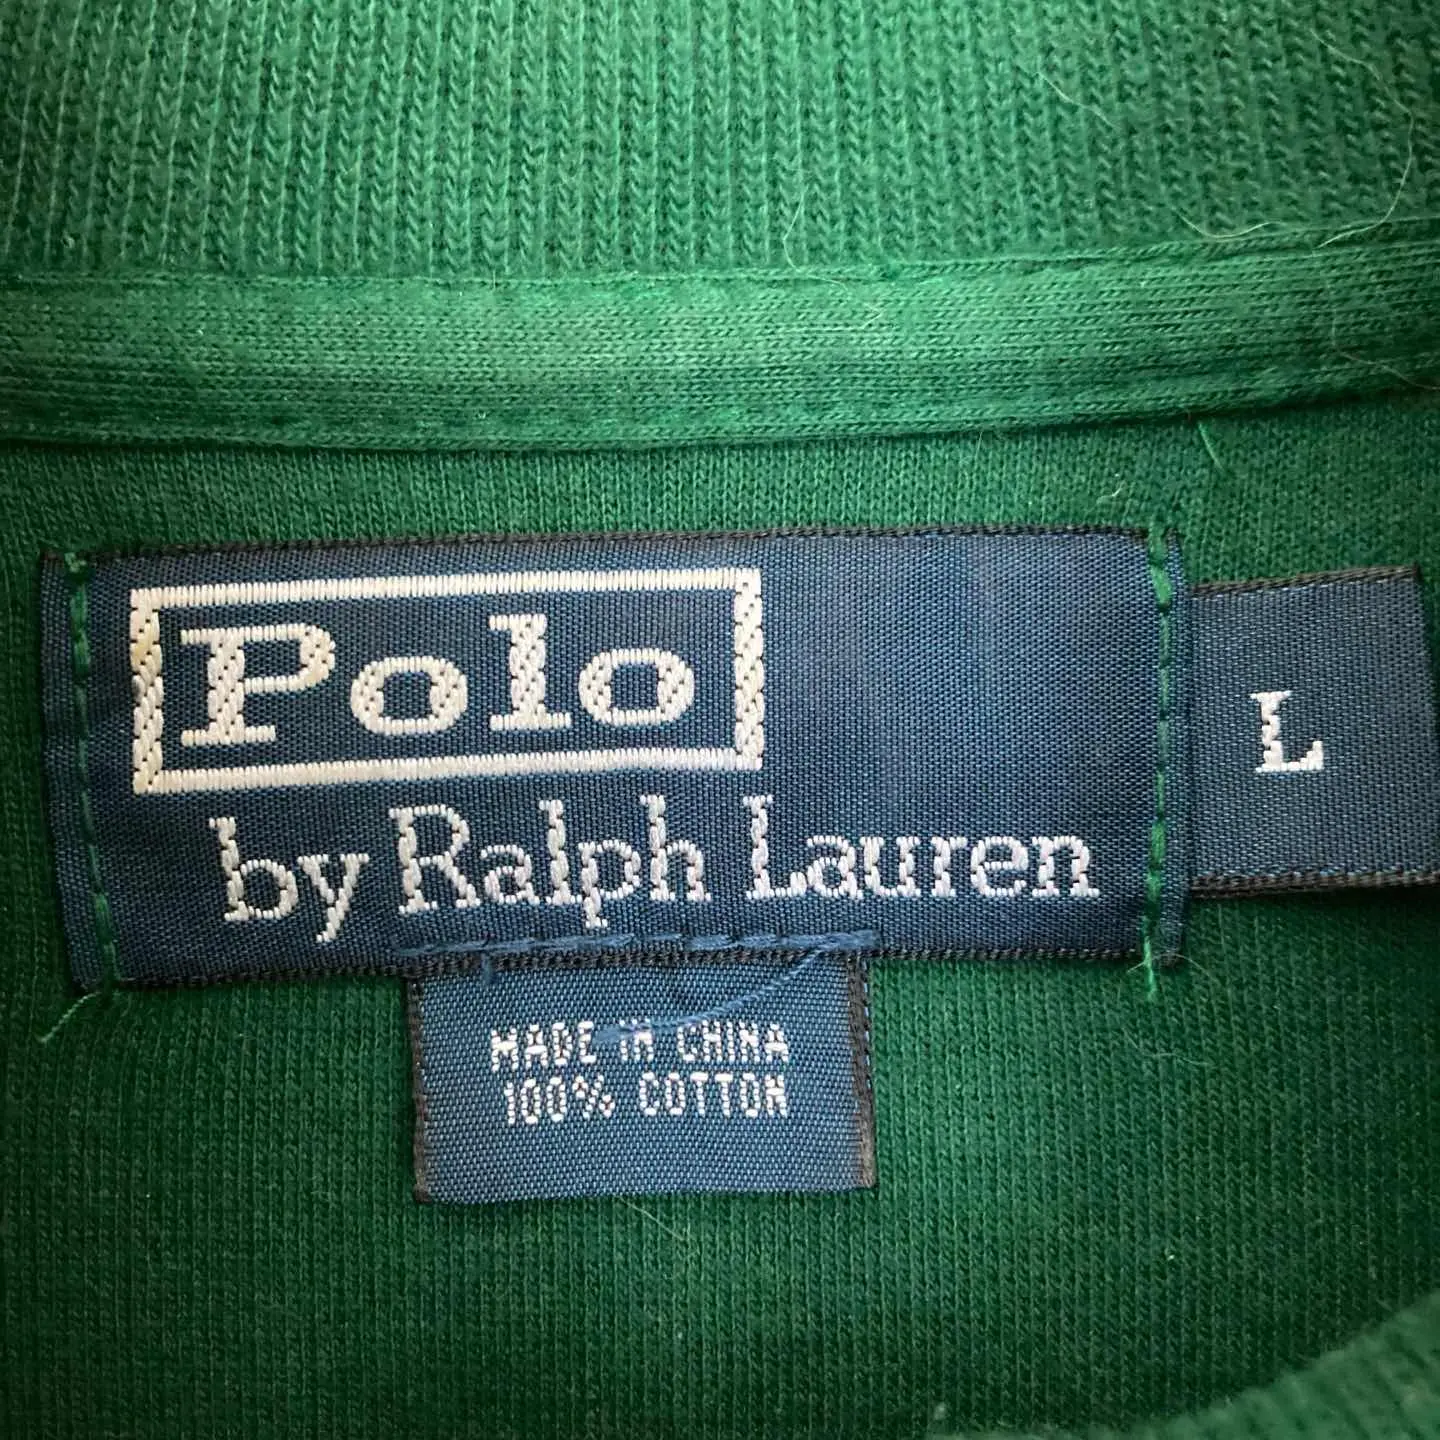 Polo
by Ralph Lauren
L
MADE IN CHINA
100% COTTON